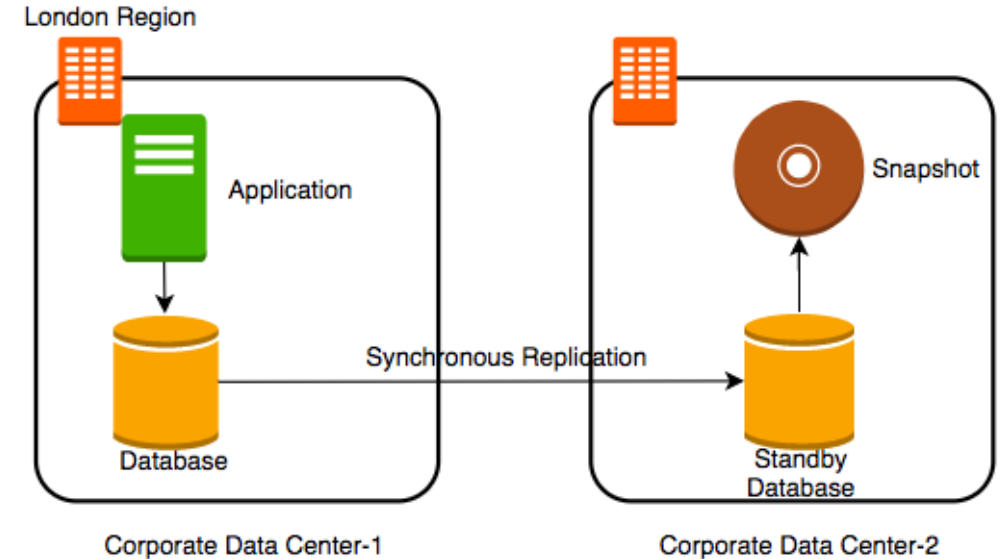 London Region
Application
Snapshot
Synchronous Replication
Database
Standby
Database
Corporate Data Center-1
Corporate Data Center-2